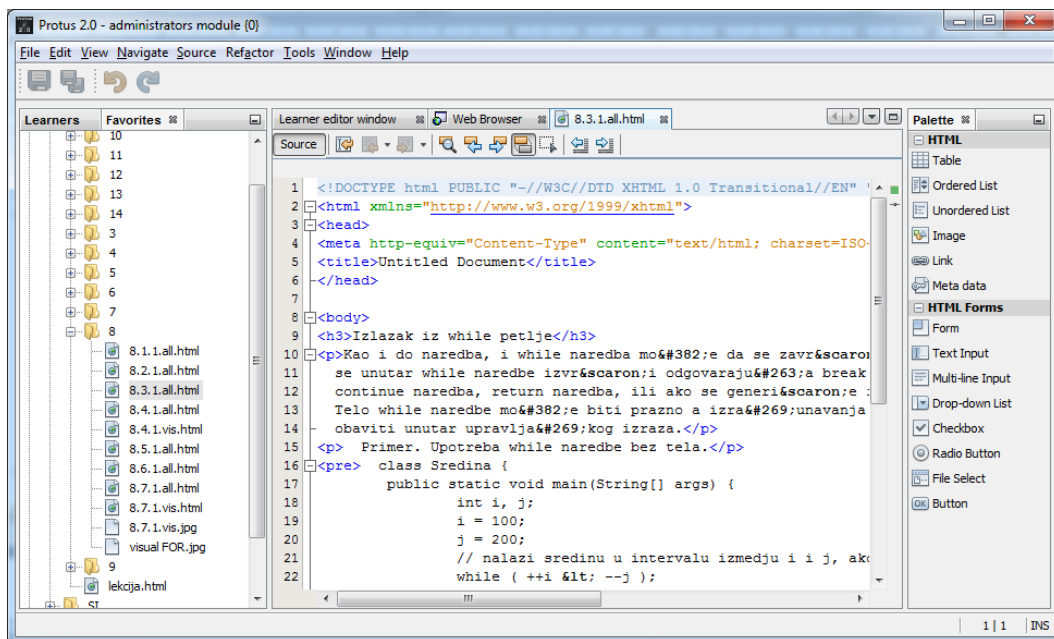 Protus 2.0 - administrators module {0}
File Edit View Navigate Source Refactor Tools Window Help
Learners Favorites
10
11
12
13
14
3
4
5
6
7
8
8.1.1.all.html
8.2.1.all.html
8.3.1.all.html
8.4.1.all.html
8.4.1.vis.html
8.5.1.all.html
8.6.1.all.html
8.7.1.all.html
8.7.1.vis.html
8.7.1.vis.jpg
visual FOR.jpg
9
lekcija.html
SI
Learner editor window Web Browser 8.3.1.all.html
Source
1 <!DOCTYPE html PUBLIC "-//W3C//DTD XHTML 1.0 Transitional//EN" "
2 <html xmlns="http://www.w3.org/1999/xhtml">
3 <head>
4 <meta http-equiv="Content-Type" content="text/html; charset=ISO-
5 <title>Untitled Document</title>
6 </head>
7
8 <body>
9 <h3>Izlazak iz while petlje</h3>
10 <p>Kao i do naredba, i while naredba mo&#382;e da se zavr&scaron
11 se unutar while naredbe izvr&scaron;i odgovaraju&#263;a break
12 continue naredba, return naredba, ili ako se generi&scaron;e i
13 Telo while naredbe mo&#382;e biti prazno a izra&#269;unavanja
14 obaviti unutar upravlja&#269;kog izraza.</p>
15 <p> Primer. Upotreba while naredbe bez tela.</p>
16 <pre> class Sredina {
17 public static void main(String[] args) {
18 int i, j;
19 i = 100;
20 j = 200;
21 // nalazi sredinu u intervalu izmedju i i j, ako
22 while ( ++i &lt; --j );
Palette
HTML
Table
Ordered List
Unordered List
Image
Link
Meta data
HTML Forms
Form
Text Input
Multi-line Input
Drop-down List
Checkbox
Radio Button
File Select
OK Button
1 | 1 INS